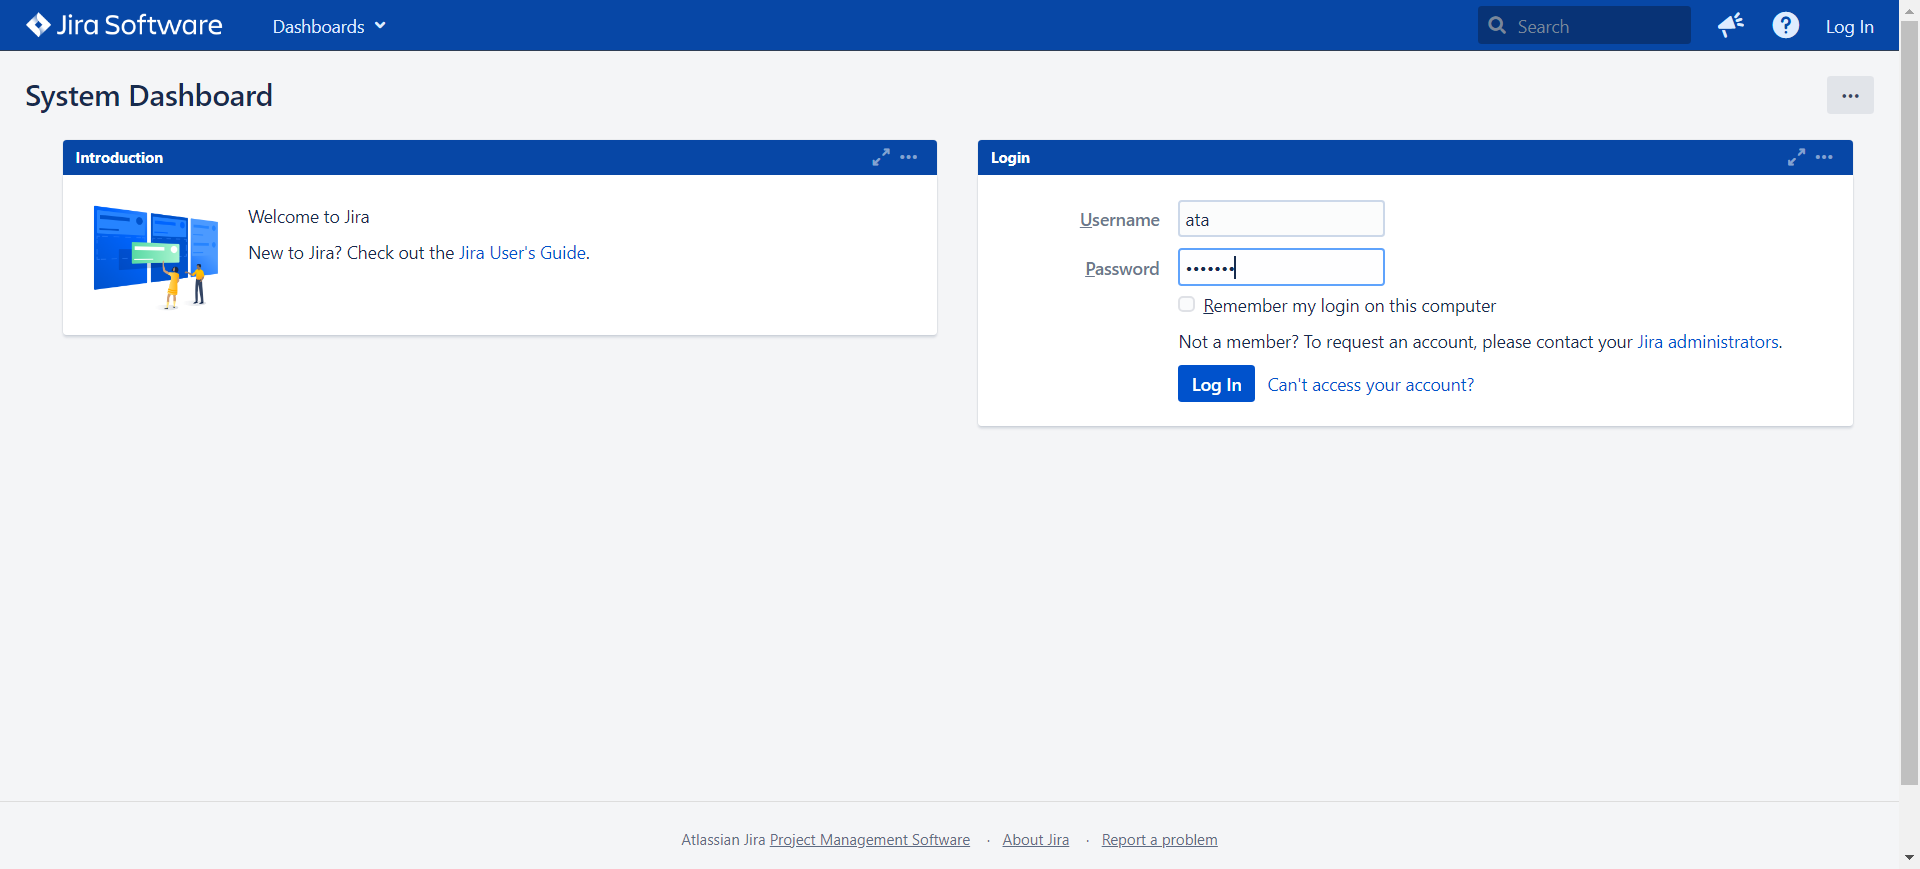 Jira Software
Dashboards
Search
Log In
System Dashboard
Introduction
Welcome to Jira
New to Jira? Check out the Jira User's Guide.
Login
Username
ata
Password
•••••••
Remember my login on this computer
Not a member? To request an account, please contact your Jira administrators.
Log In
Can't access your account?
Atlassian Jira Project Management Software · About Jira · Report a problem